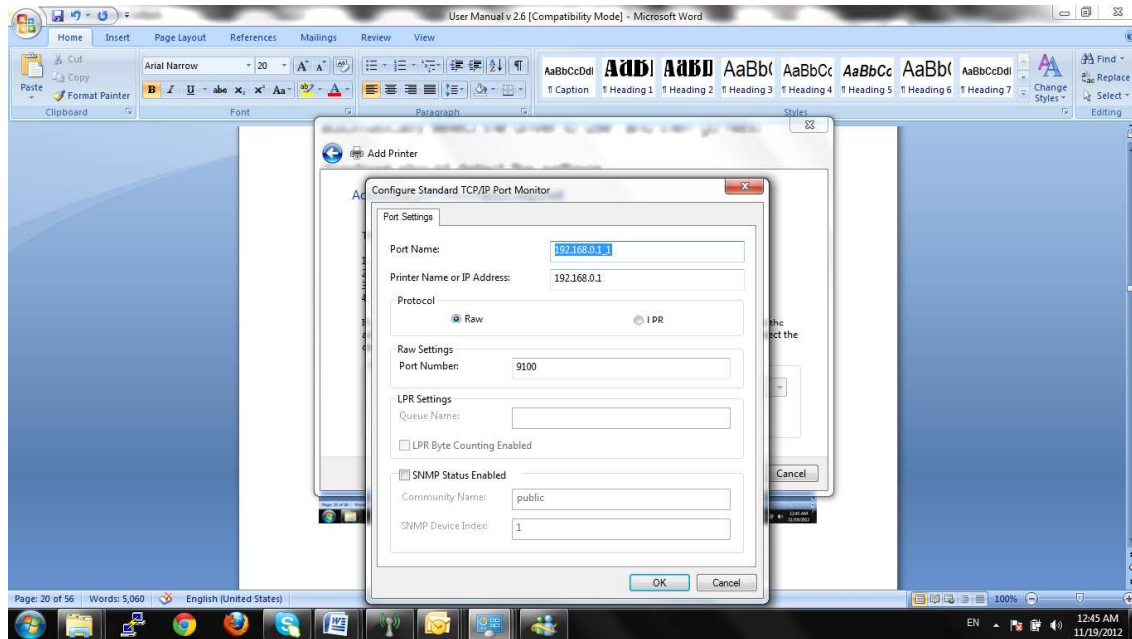 User Manual v 2.6 [Compatibility Mode] - Microsoft Word
Home Insert Page Layout References Mailings Review View
Paste
Cut
Copy
Format Painter
Clipboard
Arial Narrow 20
Font
Paragraph
AaBbCcDdI AaBbI AaBbD AaBb( AaBbCc AaBbCc AaBb( AaBbCcDdI
¶ Caption ¶ Heading 1 ¶ Heading 2 ¶ Heading 3 ¶ Heading 4 ¶ Heading 5 ¶ Heading 6 ¶ Heading 7
Styles
Change Styles
Find
Replace
Select
Editing
Add Printer
Configure Standard TCP/IP Port Monitor
Port Settings
Port Name: 192.168.0.1_1
Printer Name or IP Address: 192.168.0.1
Protocol
Raw LPR
Raw Settings
Port Number: 9100
LPR Settings
Queue Name:
LPR Byte Counting Enabled
SNMP Status Enabled
Community Name: public
SNMP Device Index: 1
OK Cancel
the
ect the
Cancel
Page: 20 of 56 Words: 5,060 English (United States) 100%
EN 12:45 AM
11/19/2012